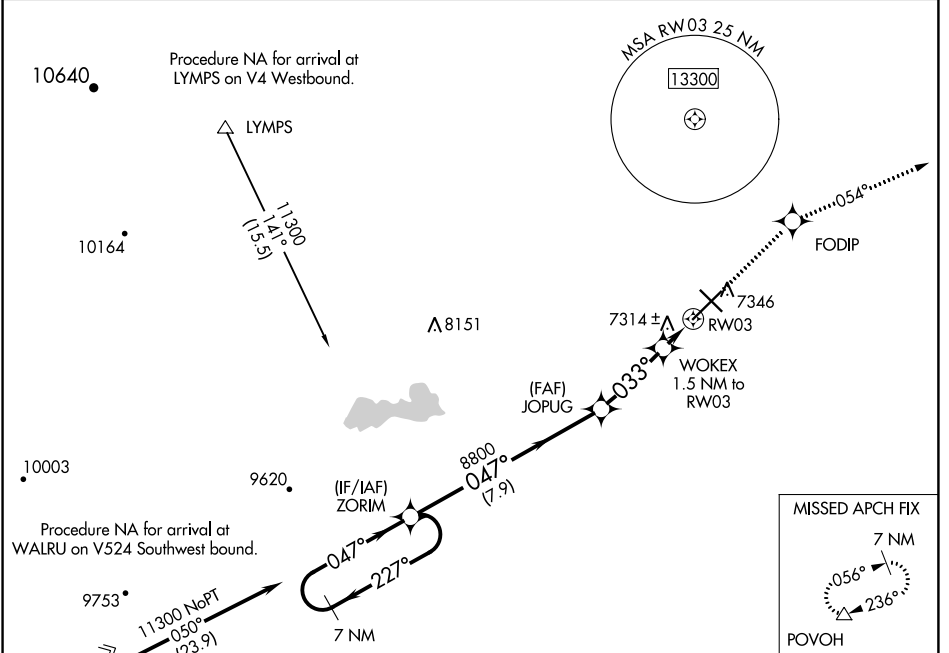 MSA RW03 25 NM
13300
Procedure NA for arrival at
LYMPS on V4 Westbound.
10640
LYMPS
11300
141°
(15.5)
10164
054°
FODIP
8151
7314 ±
7346
RW03
WOKEX
1.5 NM to
RW03
033°
(FAF)
JOPUG
8800
047°
(7.9)
10003
9620
(IF/IAF)
ZORIM
Procedure NA for arrival at
WALRU on V524 Southwest bound.
047°
227°
7 NM
9753
11300 NoPT
050°
(23.9)
MISSED APCH FIX
7 NM
056°
236°
POVOH